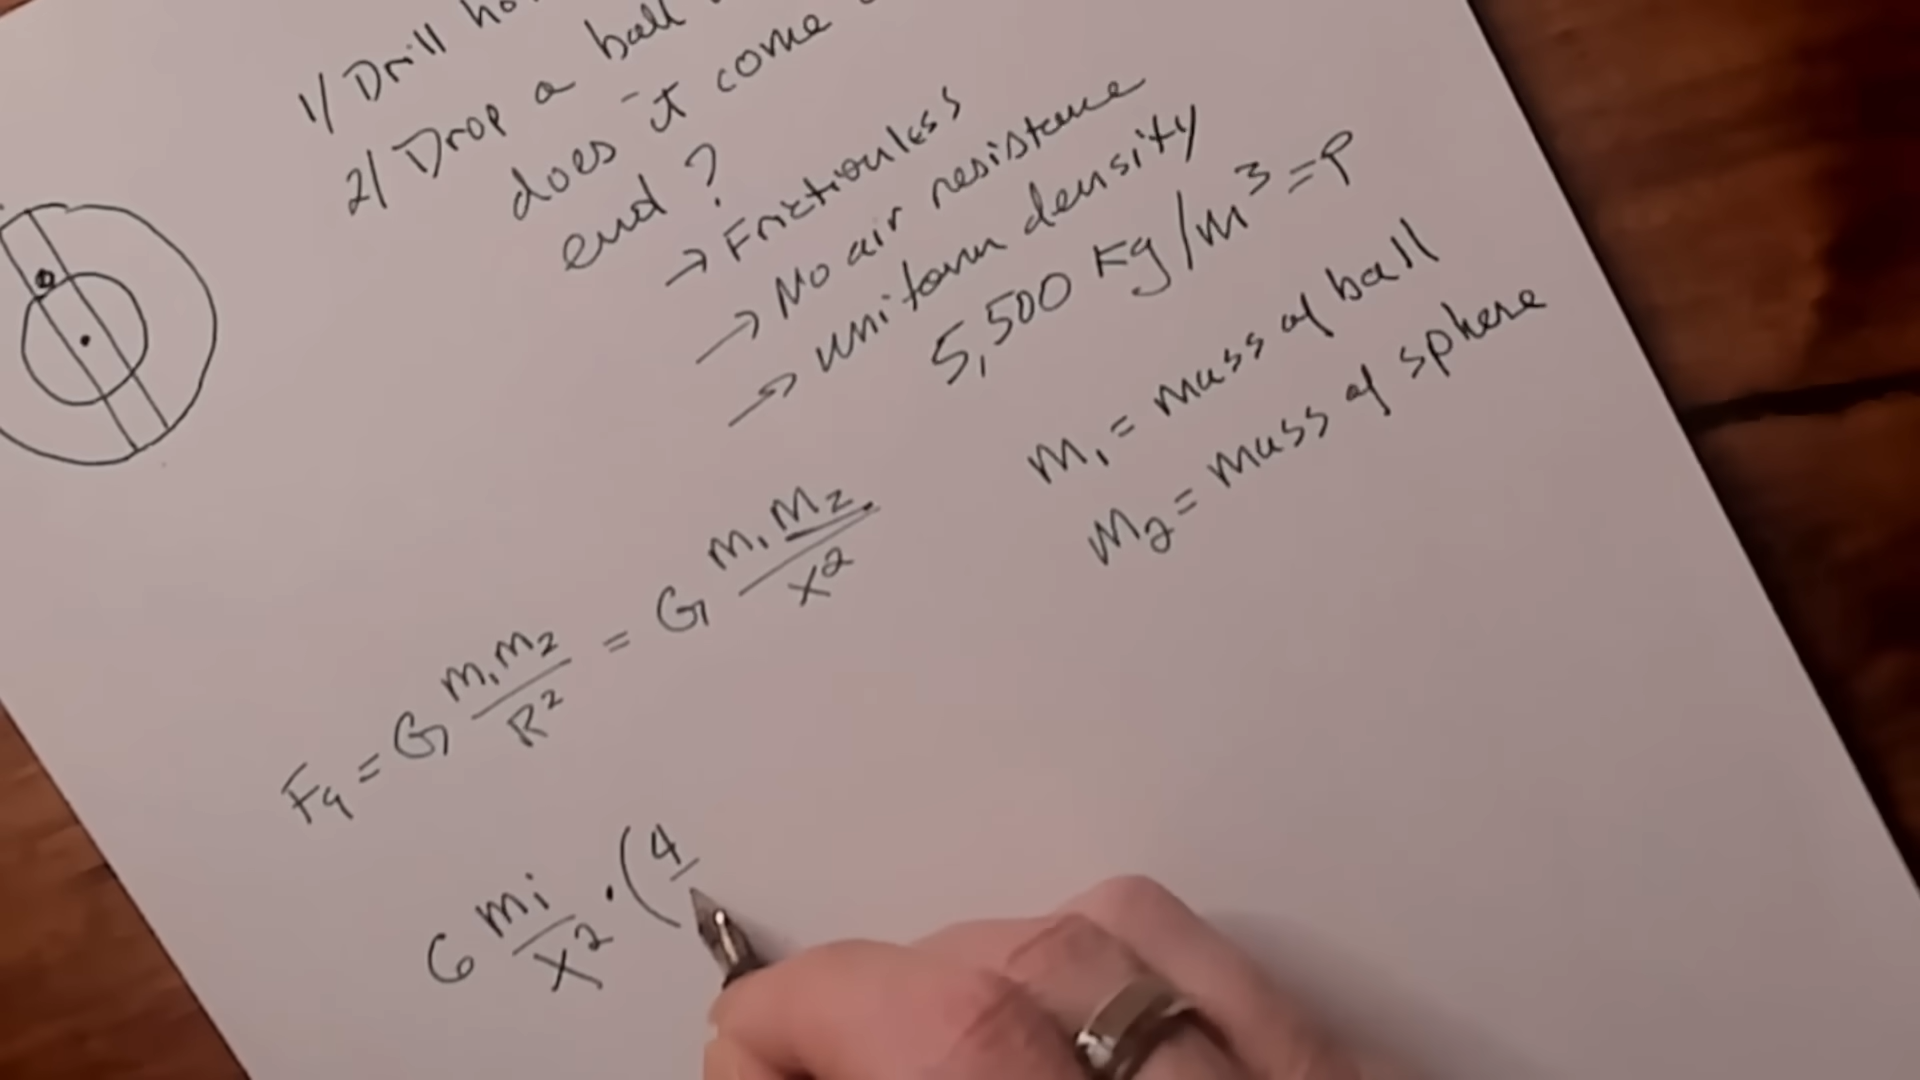 1/ Drill
2/ Drop a ball
does it come
end ?
→ Frictionless
→ No air resistance
→ uniform density
5,500 Kg/m³ = ρ
m₁ = mass of ball
m₂ = mass of sphere
Fg = G m₁m₂/R² = G m₁m₂/x²
G m₁/x² · (4